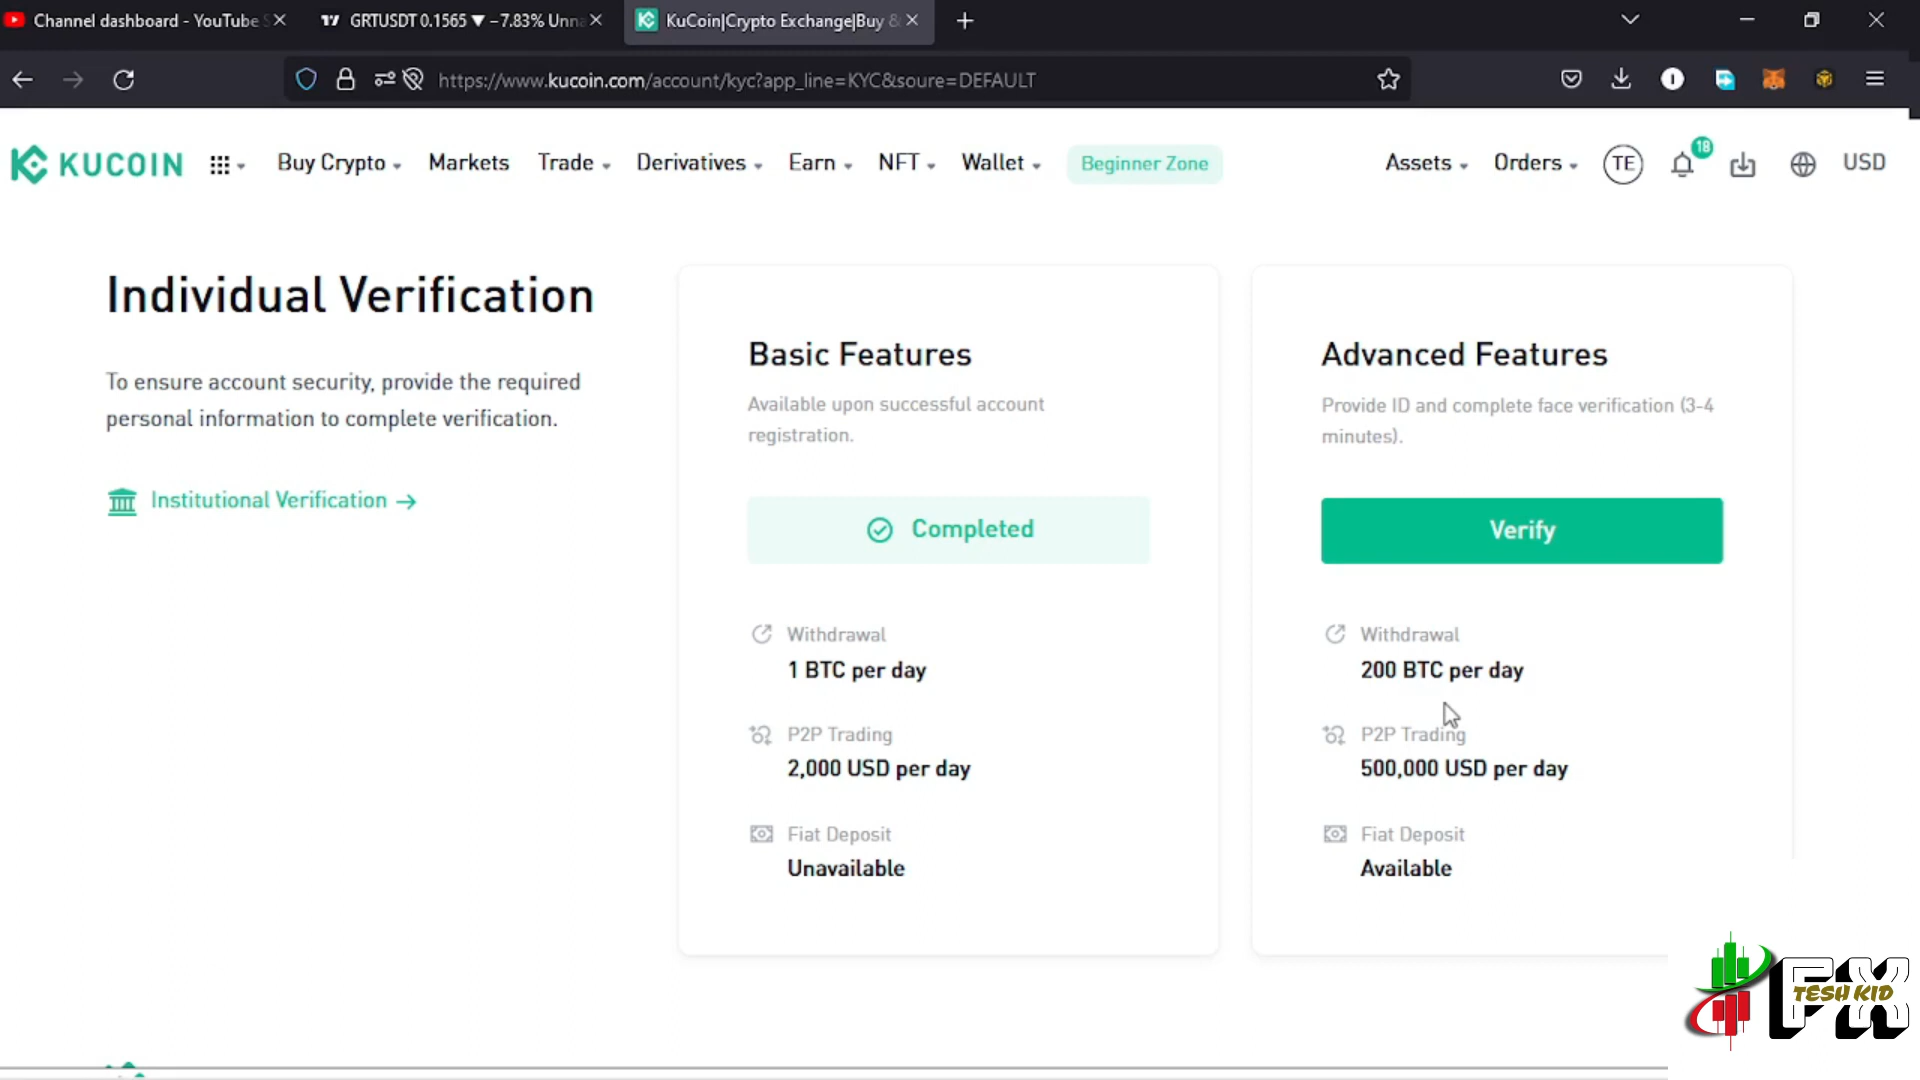 Channel dashboard - YouTube S
GRTUSDT 0.1565 ▼ −7.83% Unna
KuCoin|Crypto Exchange|Buy &
https://www.kucoin.com/account/kyc?app_line=KYC&soure=DEFAULT
KUCOIN
Buy Crypto
Markets
Trade
Derivatives
Earn
NFT
Wallet
Beginner Zone
Assets
Orders
TE
18
USD
Individual Verification
To ensure account security, provide the required
personal information to complete verification.
Institutional Verification →
Basic Features
Available upon successful account
registration.
Completed
Withdrawal
1 BTC per day
P2P Trading
2,000 USD per day
Fiat Deposit
Unavailable
Advanced Features
Provide ID and complete face verification (3-4
minutes).
Verify
Withdrawal
200 BTC per day
P2P Trading
500,000 USD per day
Fiat Deposit
Available
FX
TESH KID